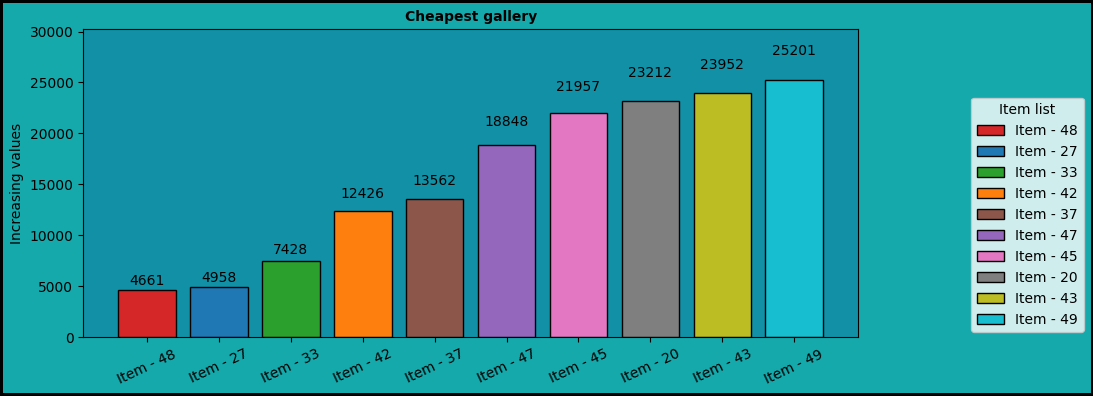 Cheapest gallery
Increasing values
30000
25000
20000
15000
10000
5000
0
4661
4958
7428
12426
13562
18848
21957
23212
23952
25201
Item - 48
Item - 27
Item - 33
Item - 42
Item - 37
Item - 47
Item - 45
Item - 20
Item - 43
Item - 49
Item list
Item - 48
Item - 27
Item - 33
Item - 42
Item - 37
Item - 47
Item - 45
Item - 20
Item - 43
Item - 49